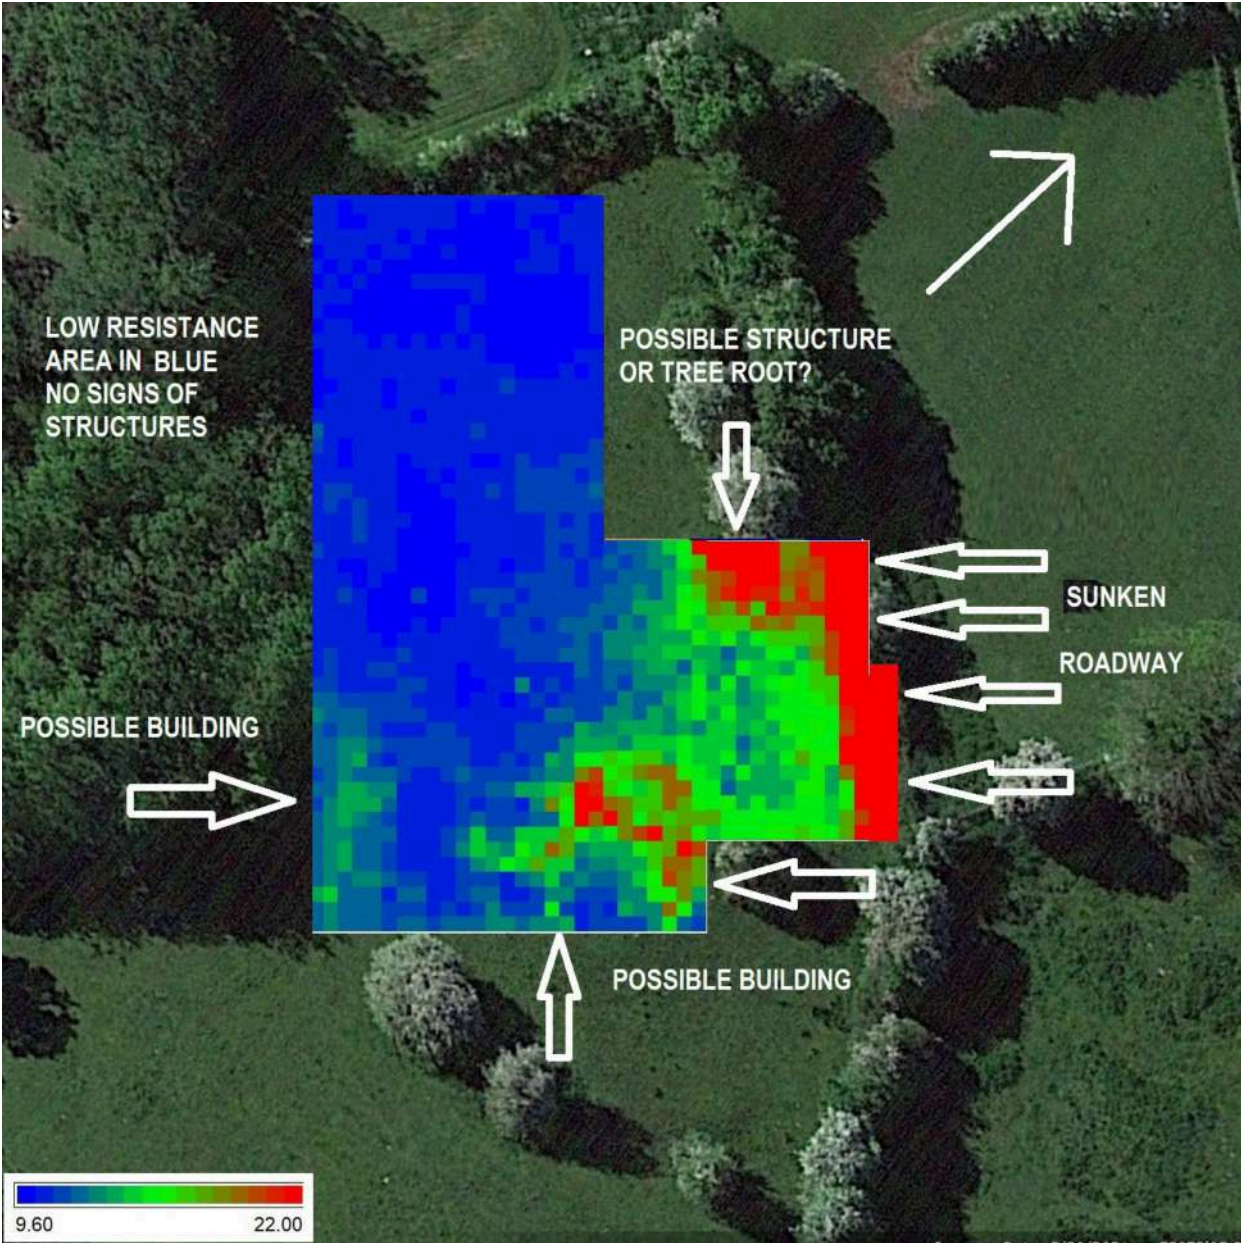 LOW RESISTANCE
AREA IN BLUE
NO SIGNS OF
STRUCTURES
POSSIBLE STRUCTURE
OR TREE ROOT?
SUNKEN
ROADWAY
POSSIBLE BUILDING
POSSIBLE BUILDING
9.60 22.00